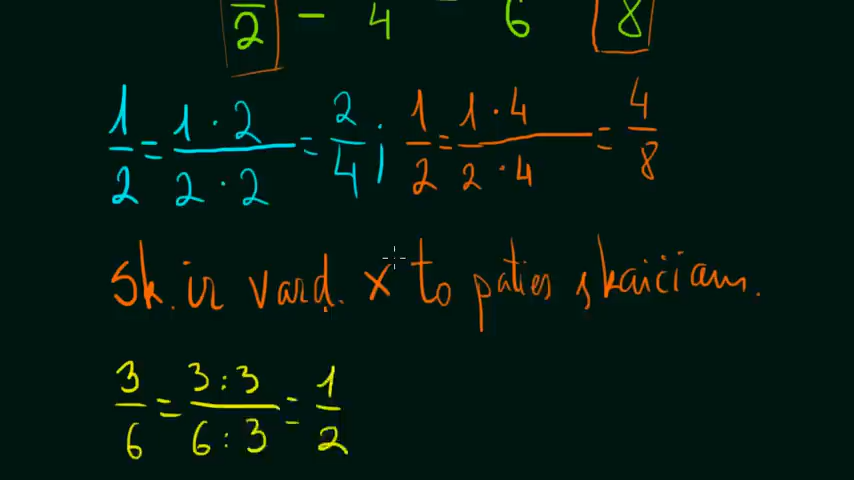 2 - 4 = 6 8
1/2 = 1 · 2 / 2 · 2 = 2/4 ; 1/2 = 1 · 4 / 2 · 4 = 4/8
Sk. ir vard. x to paties skaičiaus.
3/6 = 3 : 3 / 6 : 3 = 1/2